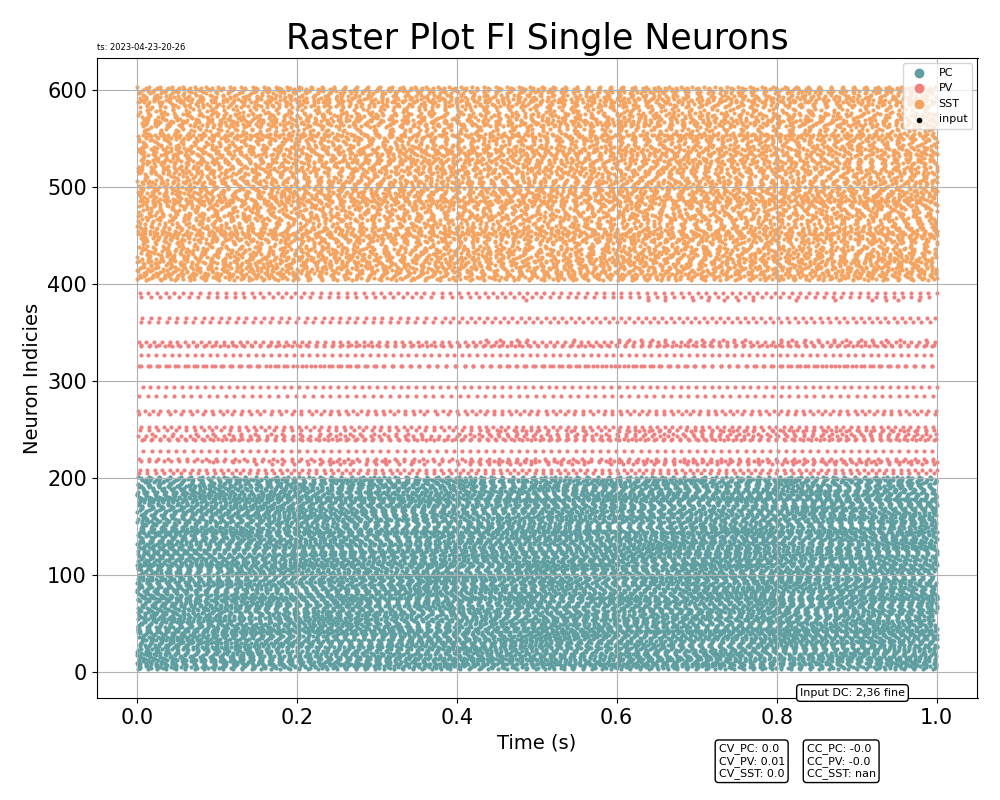 Raster Plot FI Single Neurons
ts: 2023-04-23-20-26
PC
PV
SST
input
600
500
400
300
200
100
0
Neuron Indicies
0.0 0.2 0.4 0.6 0.8 1.0
Time (s)
Input DC: 2,36 fine
CV_PC: 0.0
CV_PV: 0.01
CV_SST: 0.0
CC_PC: -0.0
CC_PV: -0.0
CC_SST: nan